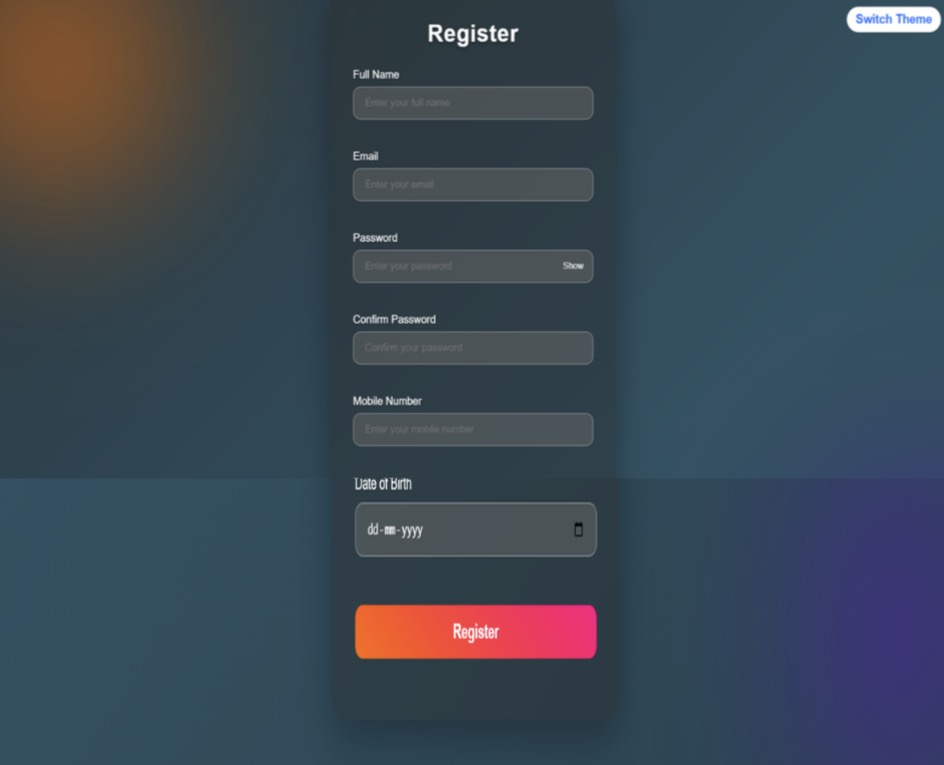 Switch Theme
Register
Full Name
Enter your full name
Email
Enter your email
Password
Enter your password
Show
Confirm Password
Confirm your password
Mobile Number
Enter your mobile number
Date of Birth
dd-mm-yyyy
Register